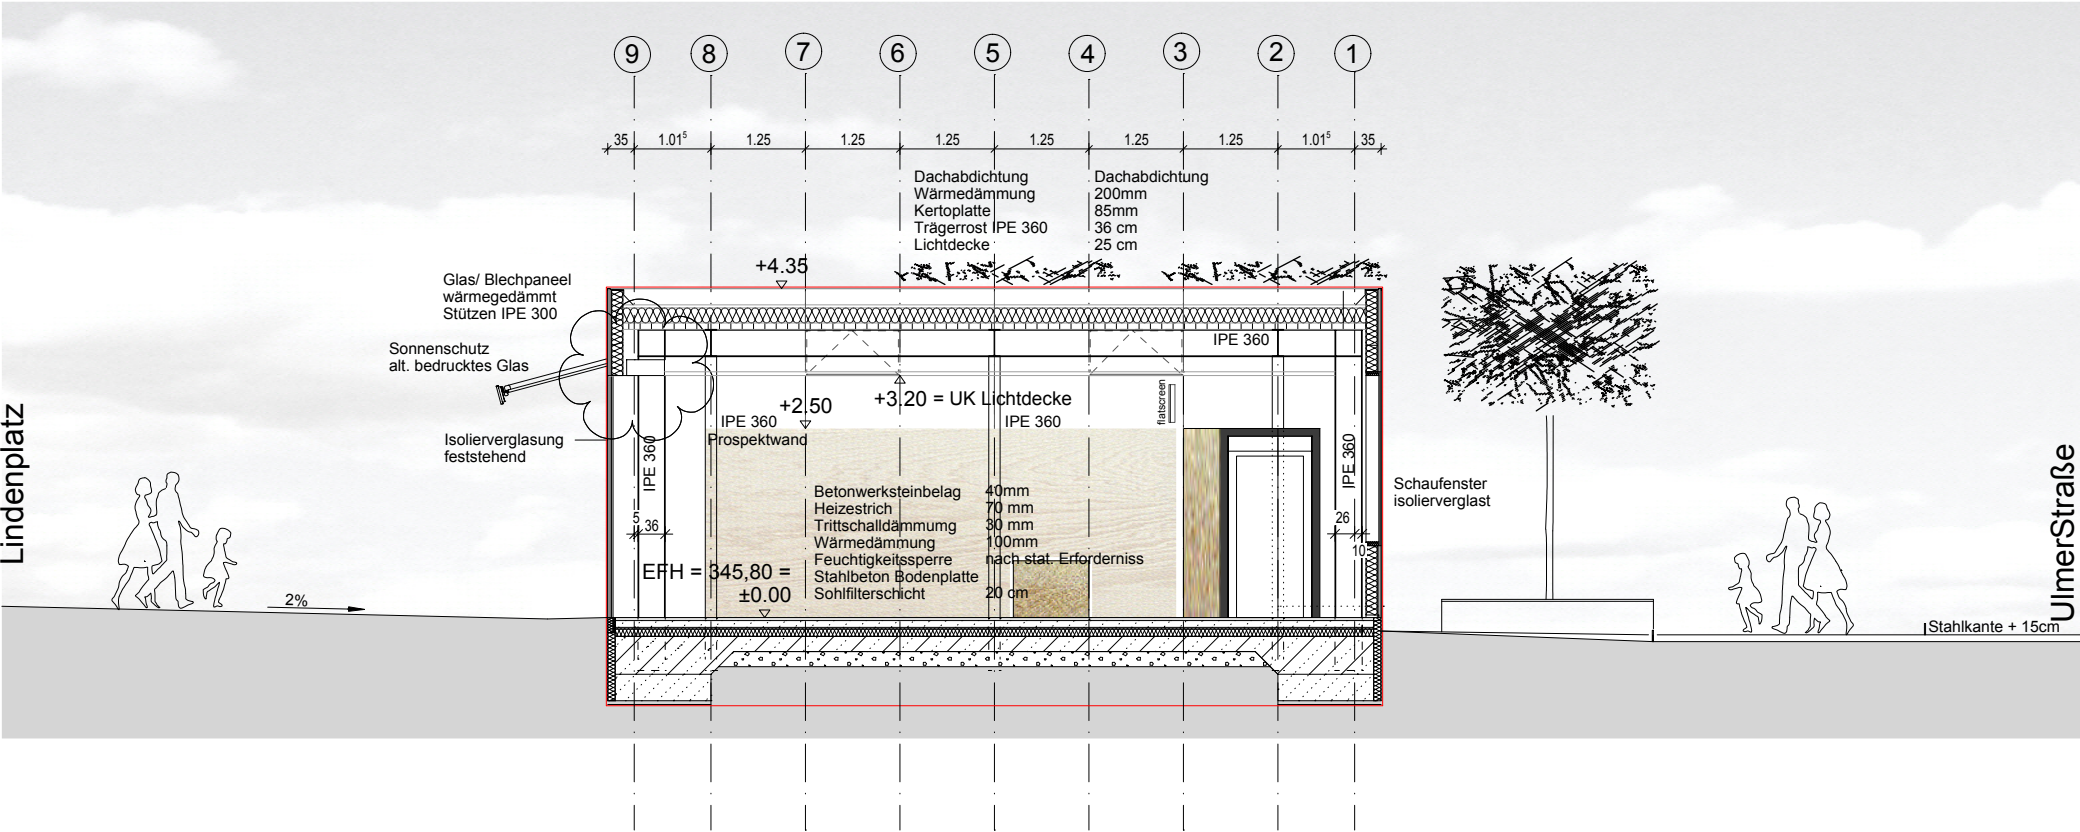 9 8 7 6 5 4 3 2 1
35 1.01⁵ 1.25 1.25 1.25 1.25 1.25 1.25 1.01⁵ 35
Dachabdichtung Dachabdichtung
Wärmedämmung 200mm
Kertoplatte 85mm
Trägerrost IPE 360 36 cm
Lichtdecke 25 cm
+4.35
Glas/ Blechpaneel
wärmegedämmt
Stützen IPE 300
Sonnenschutz
alt. bedrucktes Glas
IPE 360
+3.20 = UK Lichtdecke
+2.50
IPE 360
IPE 360
flatscreen
Prospektwand
Isolierverglasung
feststehend
IPE 360
IPE 360
Schaufenster
isolierverglast
Betonwerksteinbelag 40mm
Heizestrich 70 mm
Trittschalldämmumg 30 mm
Wärmedämmung 100mm
Feuchtigkeitssperre nach stat. Erforderniss
Stahlbeton Bodenplatte
Sohlfilterschicht 20 cm
5 36
26
10
EFH = 345,80 =
±0.00
2%
Stahlkante + 15cm
Lindenplatz
UlmerStraße